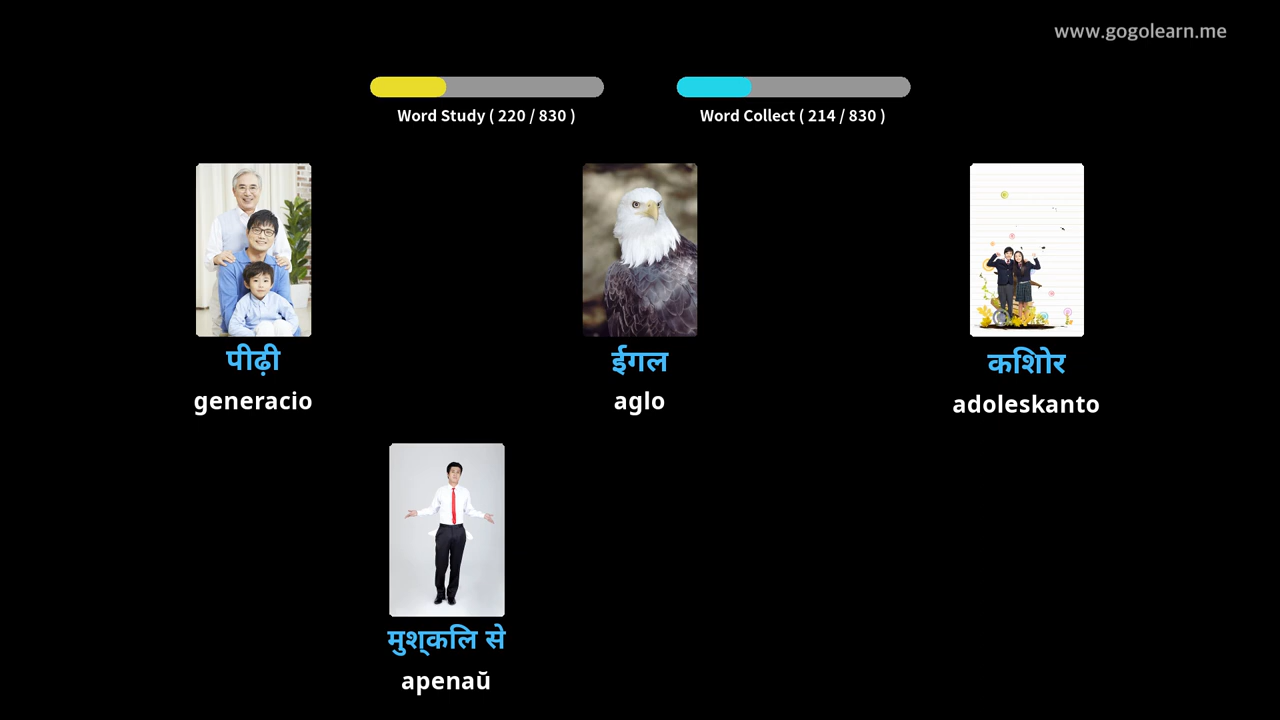 www.gogolearn.me
Word Study ( 220 / 830 )
Word Collect ( 214 / 830 )
पीढ़ी
ईगल
कशिोर
generacio
aglo
adoleskanto
मुश्कलि से
apenaŭ